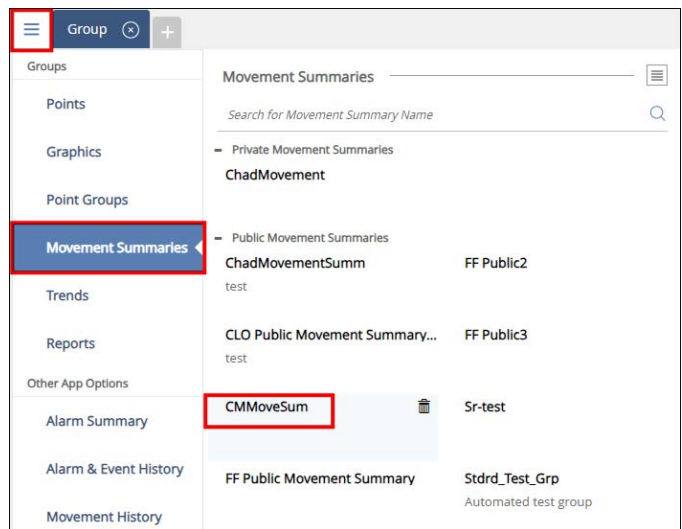 Group
Groups
Points
Graphics
Point Groups
Movement Summaries
Trends
Reports
Other App Options
Alarm Summary
Alarm & Event History
Movement History
Movement Summaries
Search for Movement Summary Name
Private Movement Summaries
ChadMovement
Public Movement Summaries
ChadMovementSumm FF Public2
test
CLO Public Movement Summary... FF Public3
test
CMMoveSum Sr-test
FF Public Movement Summary Stdrd_Test_Grp
Automated test group